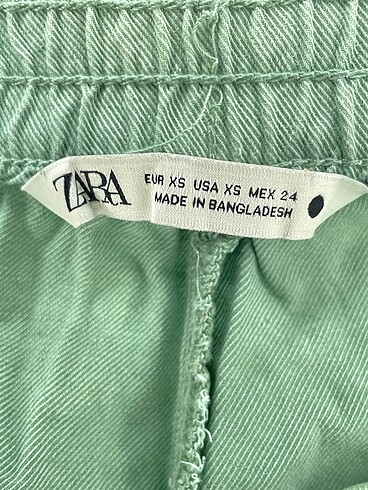 ZARA
EUR XS USA XS MEX 24
MADE IN BANGLADESH